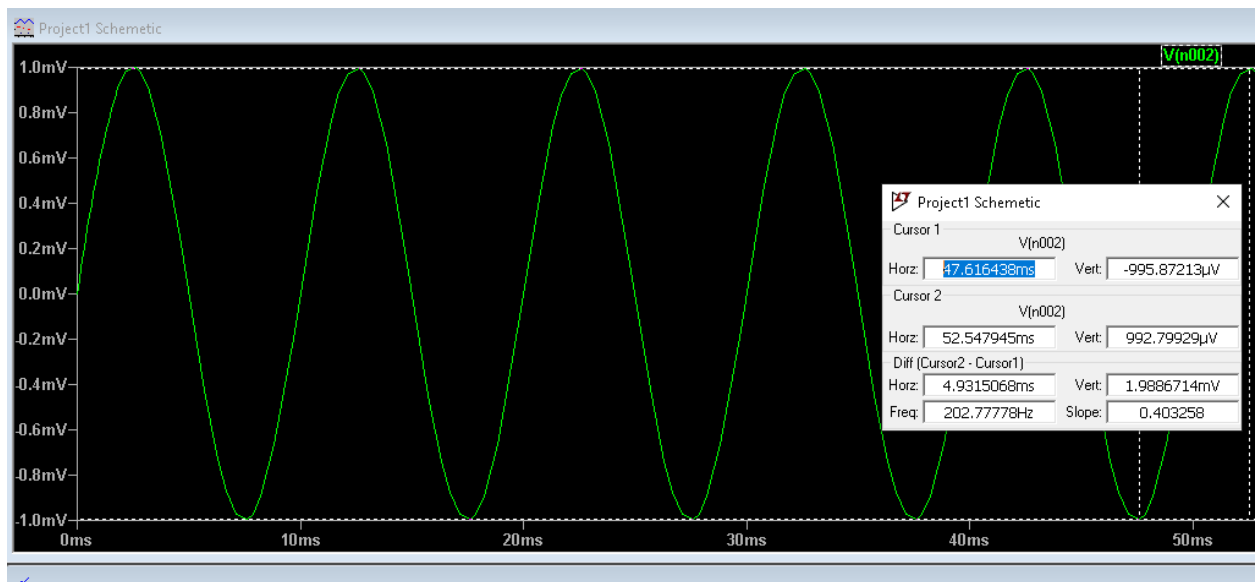 Project1 Schemetic
V(n002)
1.0mV
0.8mV
0.6mV
0.4mV
0.2mV
0.0mV
-0.2mV
-0.4mV
-0.6mV
-0.8mV
-1.0mV
0ms 10ms 20ms 30ms 40ms 50ms
Project1 Schemetic
Cursor 1
V(n002)
Horz: 47.616438ms Vert: -995.87213µV
Cursor 2
V(n002)
Horz: 52.547945ms Vert: 992.79929µV
Diff (Cursor2 - Cursor1)
Horz: 4.9315068ms Vert: 1.9886714mV
Freq: 202.77778Hz Slope: 0.403258